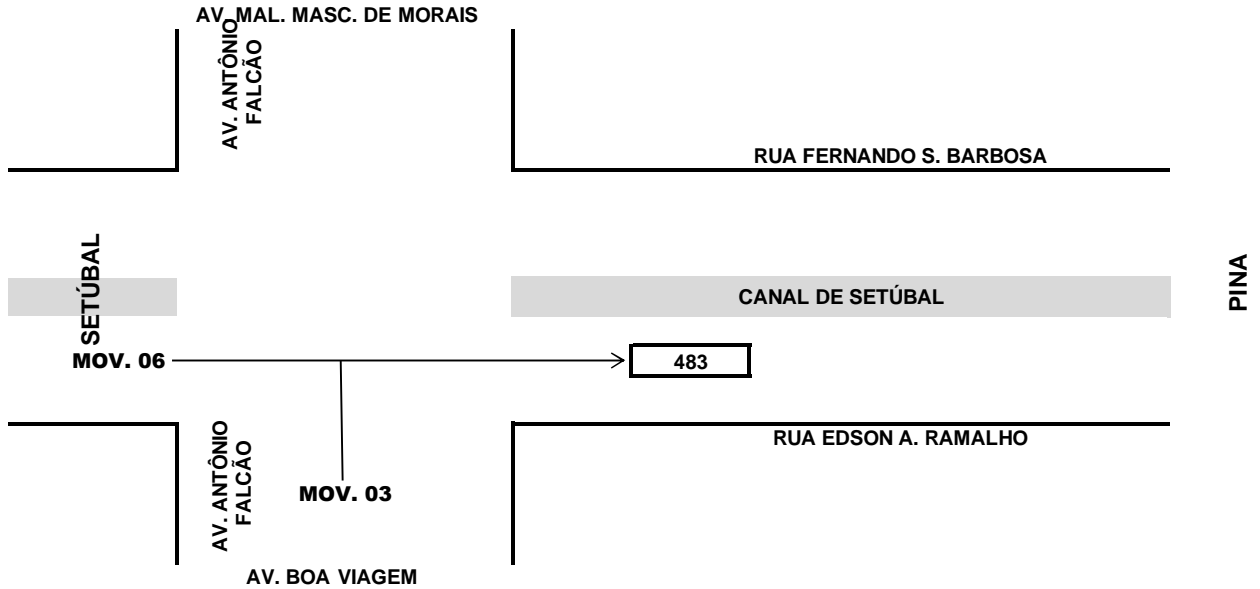 AV. MAL. MASC. DE MORAIS
AV. ANTÔNIO
FALCÃO
RUA FERNANDO S. BARBOSA
SETÚBAL
CANAL DE SETÚBAL
PINA
MOV. 06
483
RUA EDSON A. RAMALHO
AV. ANTÔNIO
FALCÃO
MOV. 03
AV. BOA VIAGEM